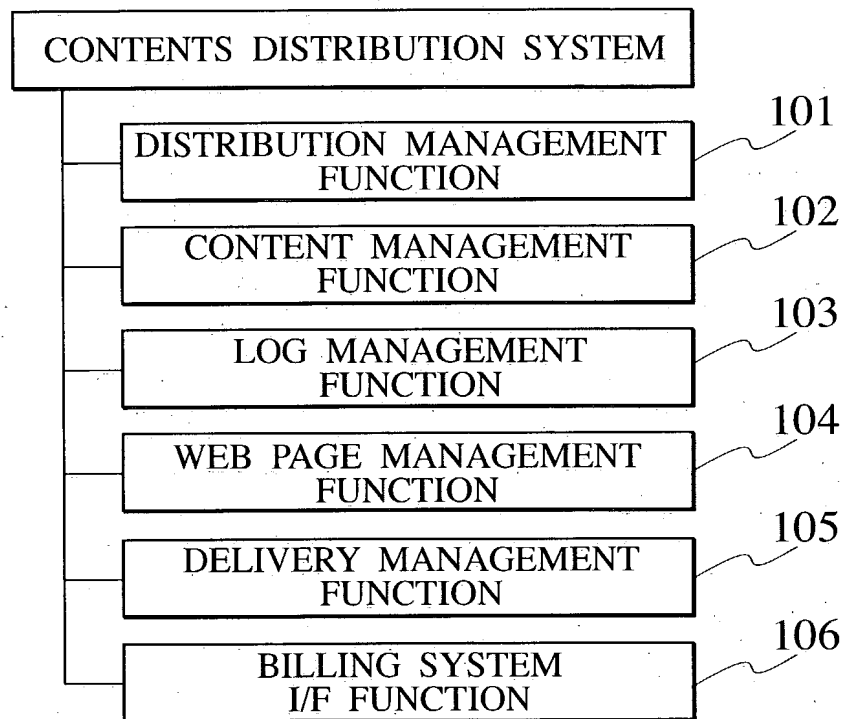 CONTENTS DISTRIBUTION SYSTEM
DISTRIBUTION MANAGEMENT
FUNCTION
101
CONTENT MANAGEMENT
FUNCTION
102
LOG MANAGEMENT
FUNCTION
103
WEB PAGE MANAGEMENT
FUNCTION
104
DELIVERY MANAGEMENT
FUNCTION
105
BILLING SYSTEM
I/F FUNCTION
106